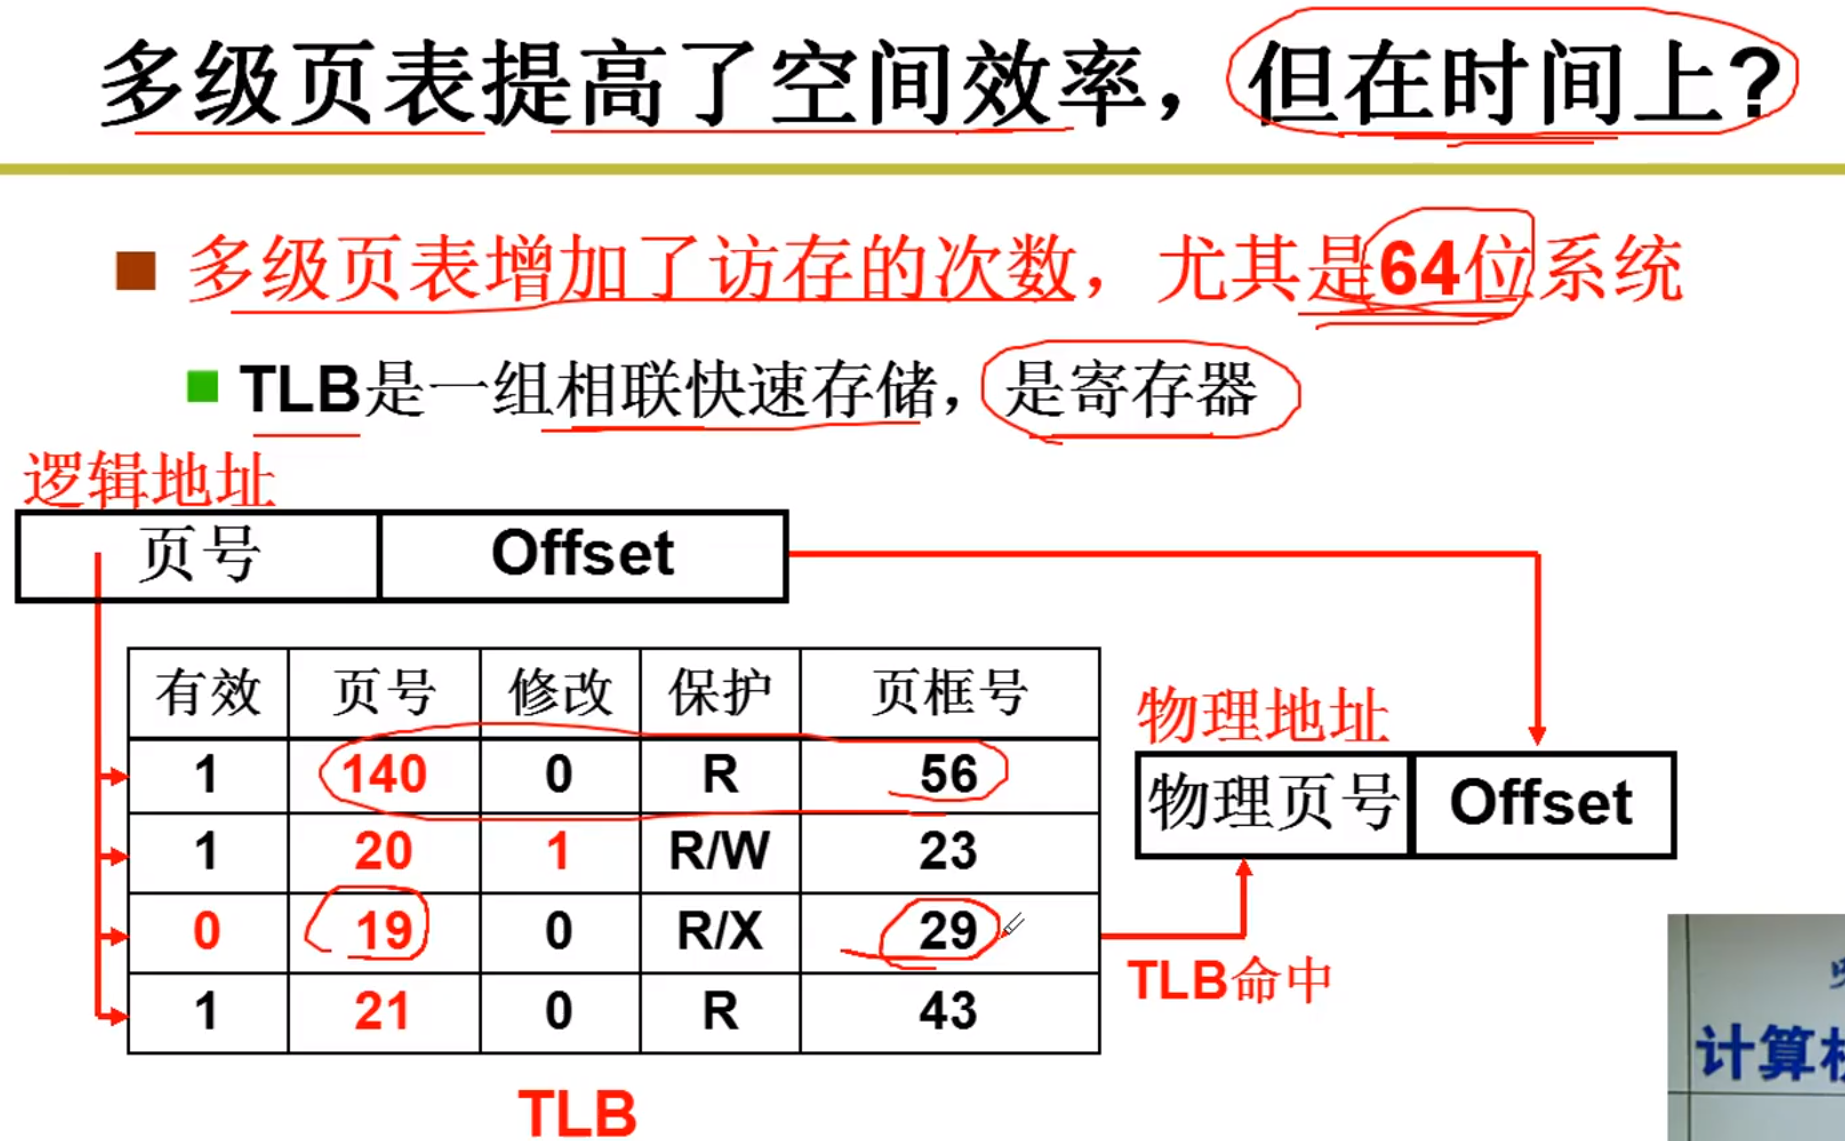 多级页表提高了空间效率，但在时间上?
多级页表增加了访存的次数，尤其是64位系统
TLB是一组相联快速存储，是寄存器
逻辑地址
页号 Offset
有效 页号 修改 保护 页框号
1 140 0 R 56
1 20 1 R/W 23
0 19 0 R/X 29
1 21 0 R 43
TLB
物理地址
物理页号 Offset
TLB命中
计算